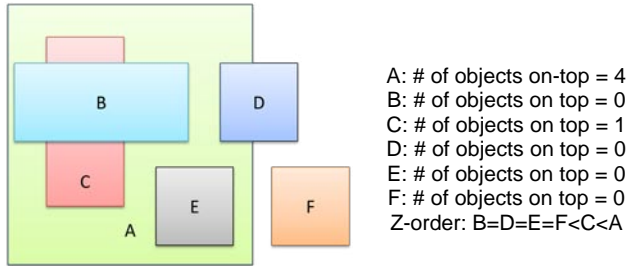 B
D
C
E
F
A
A: # of objects on-top = 4
B: # of objects on top = 0
C: # of objects on top = 1
D: # of objects on top = 0
E: # of objects on top = 0
F: # of objects on top = 0
Z-order: B=D=E=F<C<A